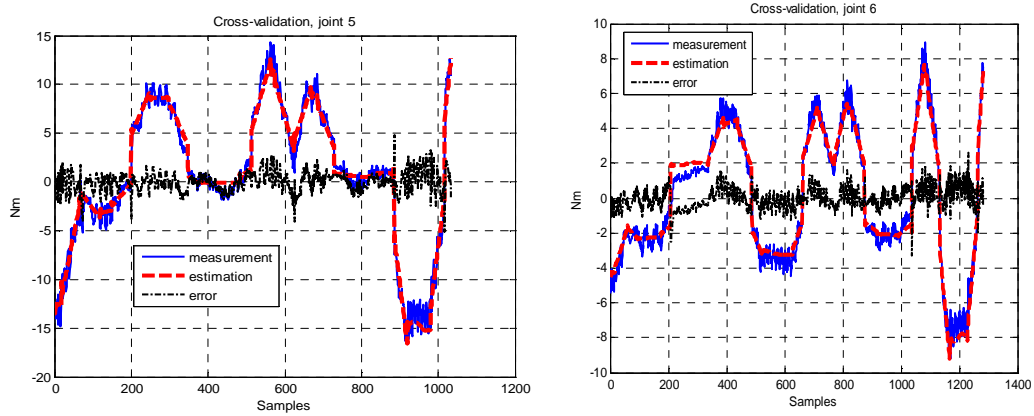 Cross-validation, joint 5
15
10
5
0
-5
-10
-15
-20
Nm
measurement
estimation
error
0 200 400 600 800 1000 1200
Samples
Cross-validation, joint 6
10
8
6
4
2
0
-2
-4
-6
-8
-10
Nm
measurement
estimation
error
0 200 400 600 800 1000 1200 1400
Samples